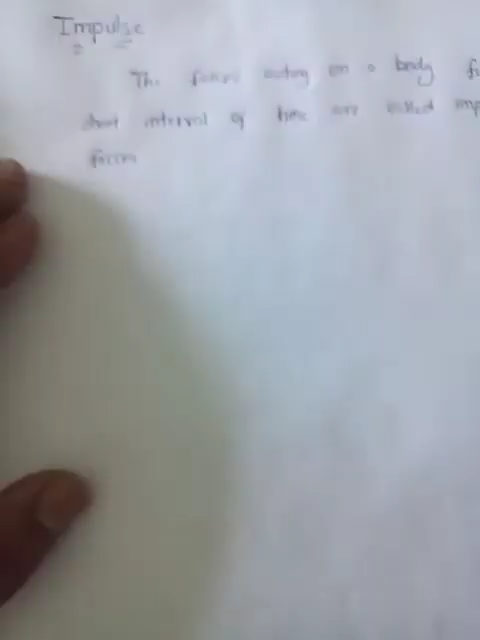 Impulse
The forces acting on a body
short interval of time are called
forces